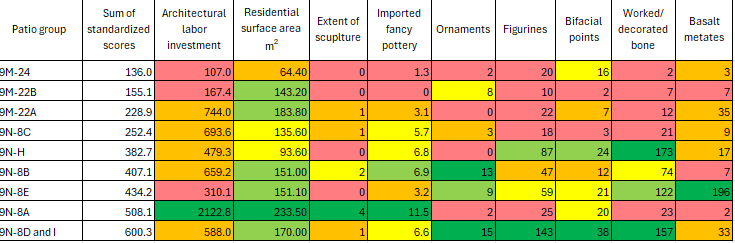 Patio group Sum of standardized scores Architectural labor investment Residential surface area m2 Extent of scuplture Imported fancy pottery Ornaments Figurines Bifacial points Worked/ decorated bone Basalt metates
9M-24 136.0 107.0 64.40 0 1.3 2 20 16 2 3
9M-22B 155.1 167.4 143.20 0 0 8 10 2 7 7
9M-22A 228.9 744.0 183.80 1 3.1 0 22 7 12 35
9N-8C 252.4 693.6 135.60 1 5.7 3 18 3 21 9
9N-H 382.7 479.3 93.60 0 6.8 0 87 24 173 17
9N-8B 407.1 659.2 151.00 2 6.9 13 47 12 74 7
9N-8E 434.2 310.1 151.10 0 3.2 9 59 21 122 196
9N-8A 508.1 2122.8 233.50 4 11.5 2 25 20 23 2
9N-8D and I 600.3 588.0 170.00 1 6.6 15 143 38 157 33